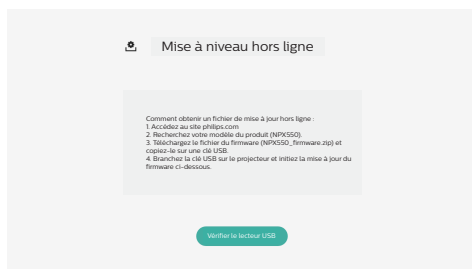 Mise à niveau hors ligne
Comment obtenir un fichier de mise à jour hors ligne :
1. Accédez au site philips.com
2. Recherchez votre modèle du produit (NPX550).
3. Téléchargez le fichier du firmware (NPX550_firmware.zip) et
copiez-le sur une clé USB.
4. Branchez la clé USB sur le projecteur et initiez la mise à jour du
firmware ci-dessous.
Vérifier le lecteur USB